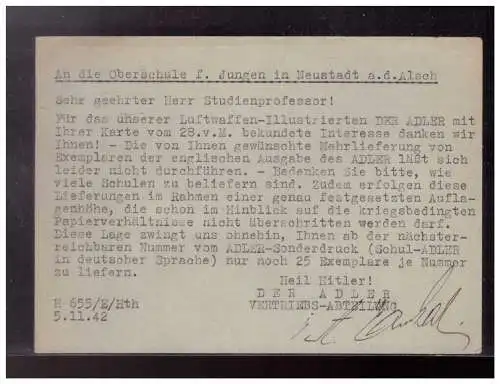 An die Oberschule f. Jungen in Neustadt a.d.Alsch
Sehr geehrter Herr Studienprofessor!
Für das unserer Luftwaffen-Illustrierten DER ADLER mit
Ihrer Karte vom 28.v.M. bekundete Interesse danken wir
Ihnen! - Die von Ihnen gewünschte Mehrlieferung von
Exemplaren der englischen Ausgabe des ADLER läßt sich
leider nicht durchführen. - Bedenken Sie bitte, wie
viele Schulen zu beliefern sind. Zudem erfolgen diese
Lieferungen im Rahmen einer genau festgesetzten Aufla-
genhöhe, die schon im Hinblick auf die kriegsbedingten
Papierverhältnisse nicht überschritten werden darf.
Diese Lage zwingt uns ohnehin, Ihnen ab der nächster-
reichbaren Nummer vom ADLER-Sonderdruck (Schul-ADLER
in deutscher Sprache) nur noch 25 Exemplare je Nummer
zu liefern.
Heil Hitler!
D E R   A D L E R
H 655/E/Hth VERTRIEBS-ABTEILUNG
5.11.42